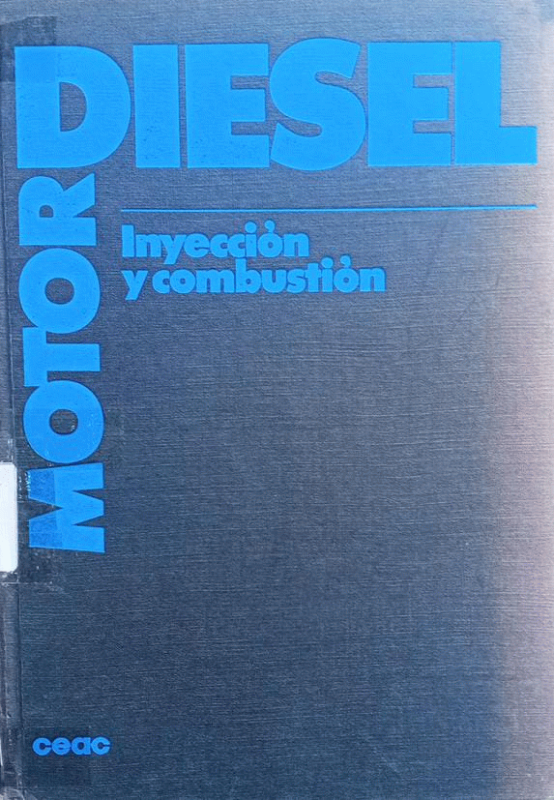 MOTOR
DIESEL
Inyección
y combustión
ceac